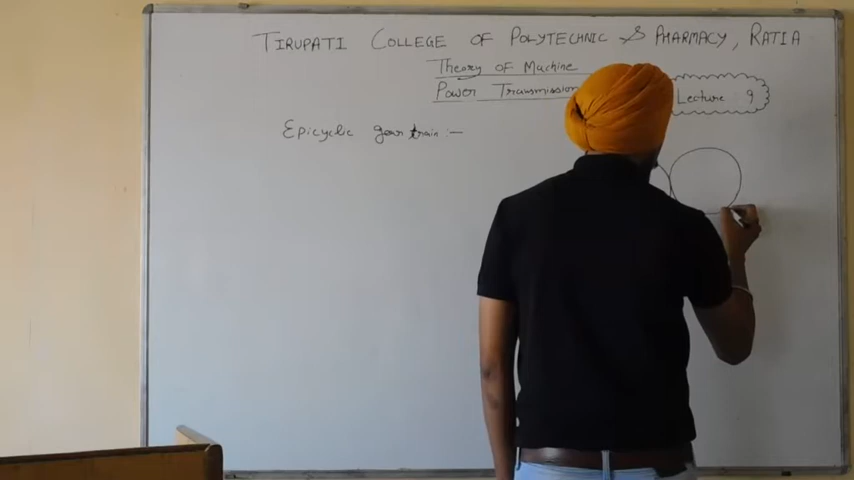 TIRUPATI COLLEGE OF POLYTECHNIC & PHARMACY, RATIA
Theory OF Machine
Power Transmission
Lecture 9
Epicyclic gear train :-